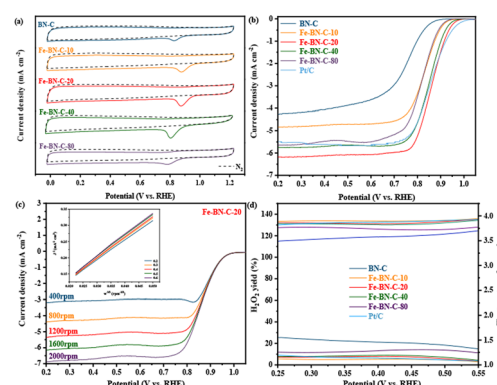 (a)
BN-C
Fe-BN-C-10
Fe-BN-C-20
Fe-BN-C-40
Fe-BN-C-80
N₂
Current density (mA cm⁻²)
0.0 0.2 0.4 0.6 0.8 1.0 1.2
Potential (V vs. RHE)
(b)
BN-C
Fe-BN-C-10
Fe-BN-C-20
Fe-BN-C-40
Fe-BN-C-80
Pt/C
Current density (mA cm⁻²)
0
-1
-2
-3
-4
-5
-6
-7
0.2 0.3 0.4 0.5 0.6 0.7 0.8 0.9 1.0
Potential (V vs. RHE)
(c)
Fe-BN-C-20
400rpm
800rpm
1200rpm
1600rpm
2000rpm
Current density (mA cm⁻²)
3
2
1
0
-1
-2
-3
-4
-5
-6
-7
0.2 0.4 0.6 0.8 1.0
Potential (V vs. RHE)
(d)
BN-C
Fe-BN-C-10
Fe-BN-C-20
Fe-BN-C-40
Fe-BN-C-80
Pt/C
H₂O₂ yield (%)
140
120
100
80
60
40
20
0
4.0
3.5
3.0
2.5
2.0
1.5
1.0
0.25 0.30 0.35 0.40 0.45 0.50 0.55
Potential (V vs. RHE)